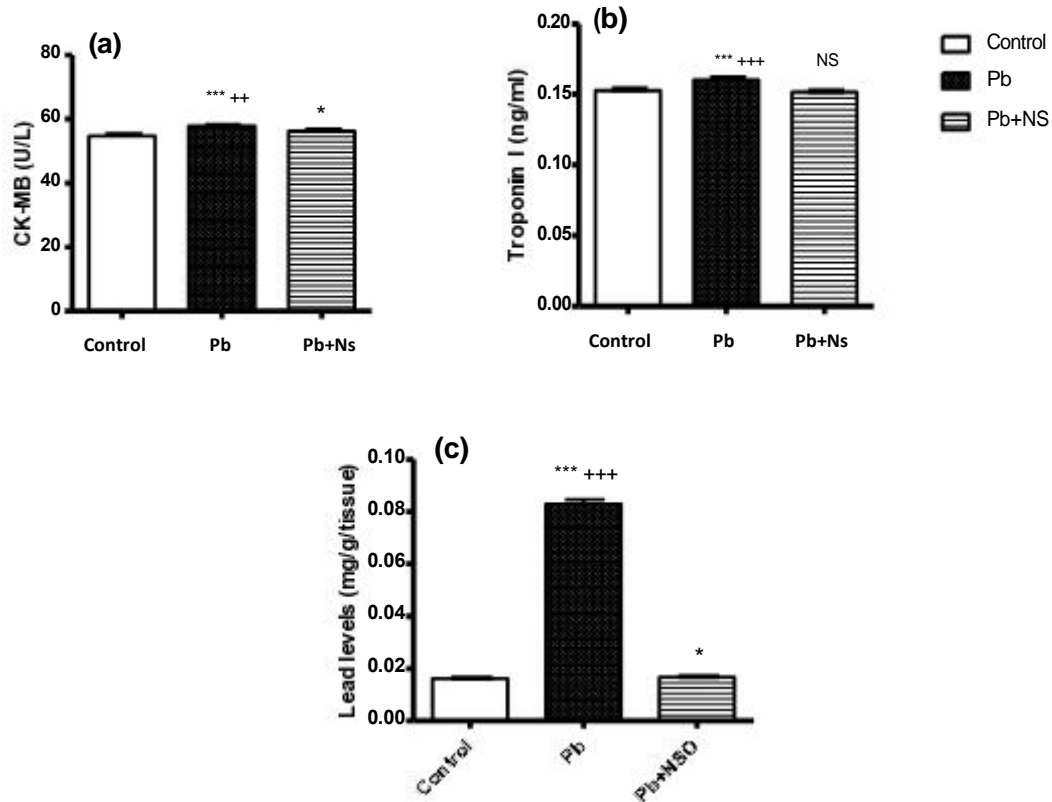 (a)
80
60
40
20
0
CK-MB (U/L)
*** ++
*
Control Pb Pb+Ns
(b)
0.20
0.15
0.10
0.05
0.00
Troponin I (ng/ml)
*** +++
NS
Control Pb Pb+Ns
Control
Pb
Pb+NS
(c)
0.10
0.08
0.06
0.04
0.02
0.00
Lead levels (mg/g/tissue)
*** +++
*
Control Pb Pb+NSO